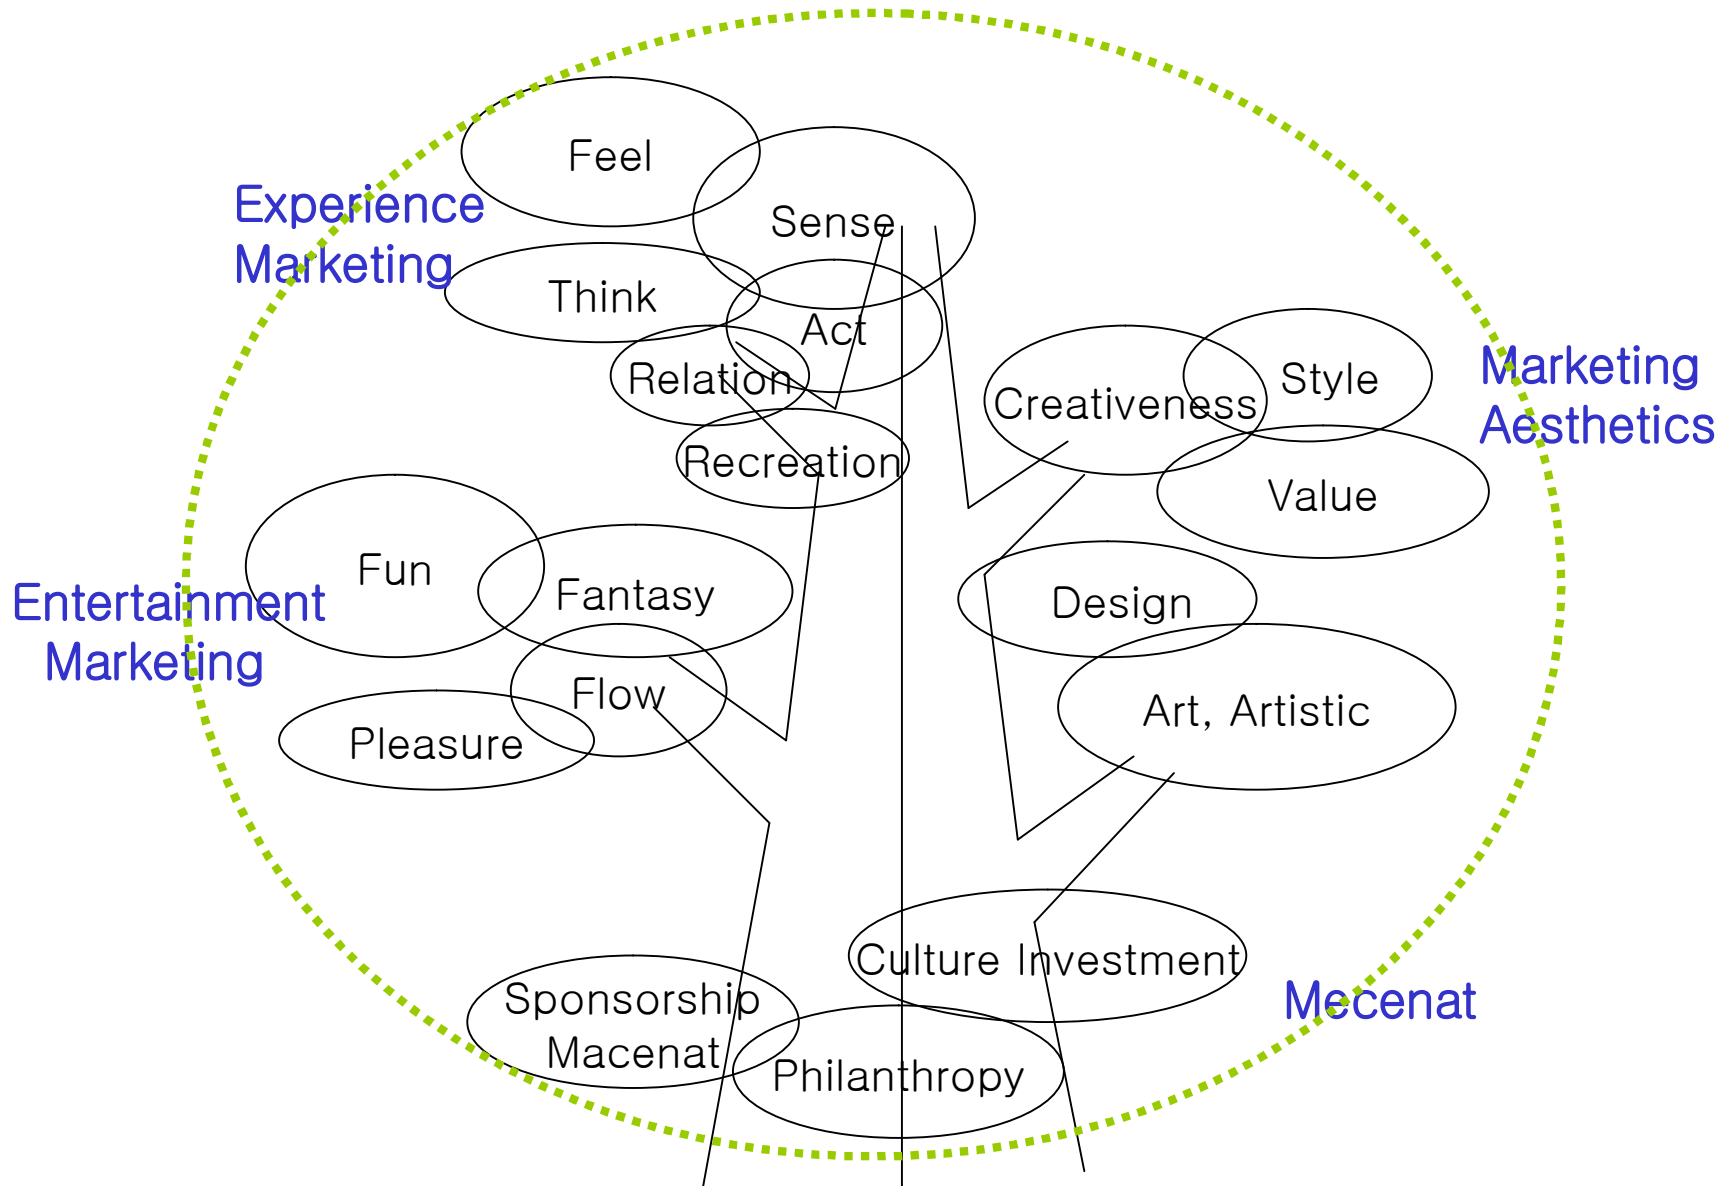 Feel
Sense
Experience
Marketing
Think
Act
Relation
Recreation
Creativeness
Style
Marketing
Aesthetics
Value
Fun
Fantasy
Entertainment
Marketing
Flow
Pleasure
Design
Art, Artistic
Culture Investment
Sponsorship
Macenat
Mecenat
Philanthropy